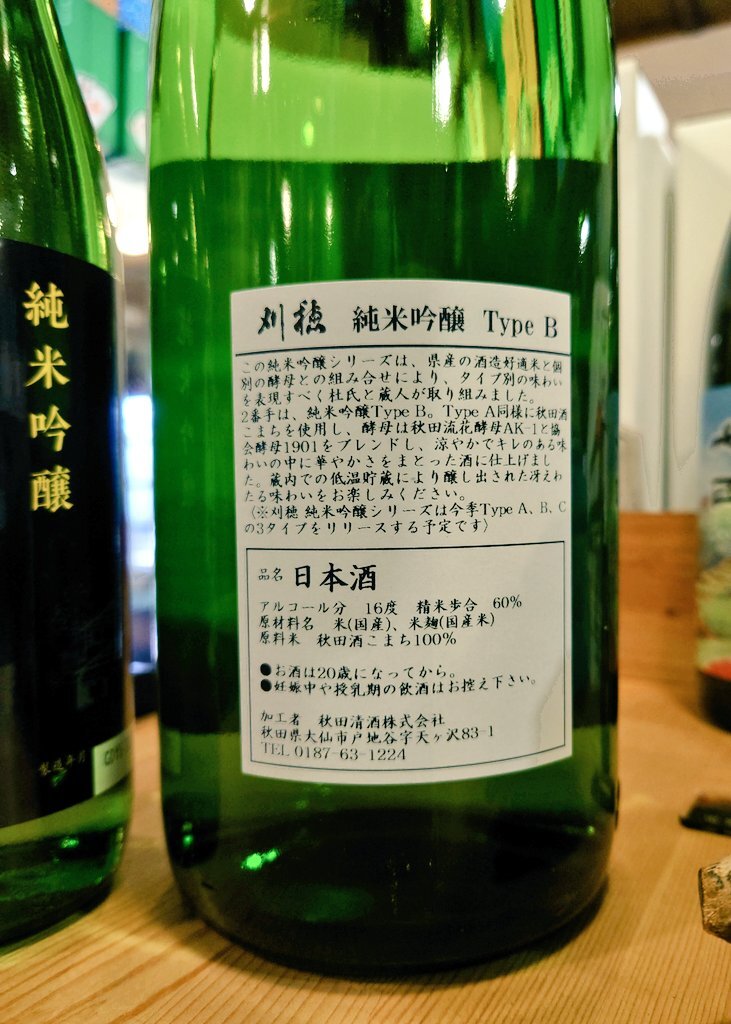 純米吟醸
製造年月
刈穂 純米吟醸 Type B
この純米吟醸シリーズは、県産の酒造好適米と個
別の酵母との組み合せにより、タイプ別の味わい
を表現すべく杜氏と蔵人が取り組みました。
2番手は、純米吟醸Type B。Type A同様に秋田酒
こまちを使用し、酵母は秋田流花酵母AK-1と協
会酵母1901をブレンドし、涼やかでキレのある味
わいの中に華やかさをまとった酒に仕上げまし
た。蔵内での低温貯蔵により醸し出された冴えわ
たる味わいをお楽しみください。
(※刈穂 純米吟醸シリーズは今季Type A、B、C
の3タイプをリリースする予定です)
品名 日本酒
アルコール分 16度 精米歩合 60%
原材料名 米(国産)、米麹(国産米)
原料米 秋田酒こまち100%
●お酒は20歳になってから。
●妊娠中や授乳期の飲酒はお控え下さい。
加工者 秋田清酒株式会社
秋田県大仙市戸地谷字天ヶ沢83-1
TEL 0187-63-1224